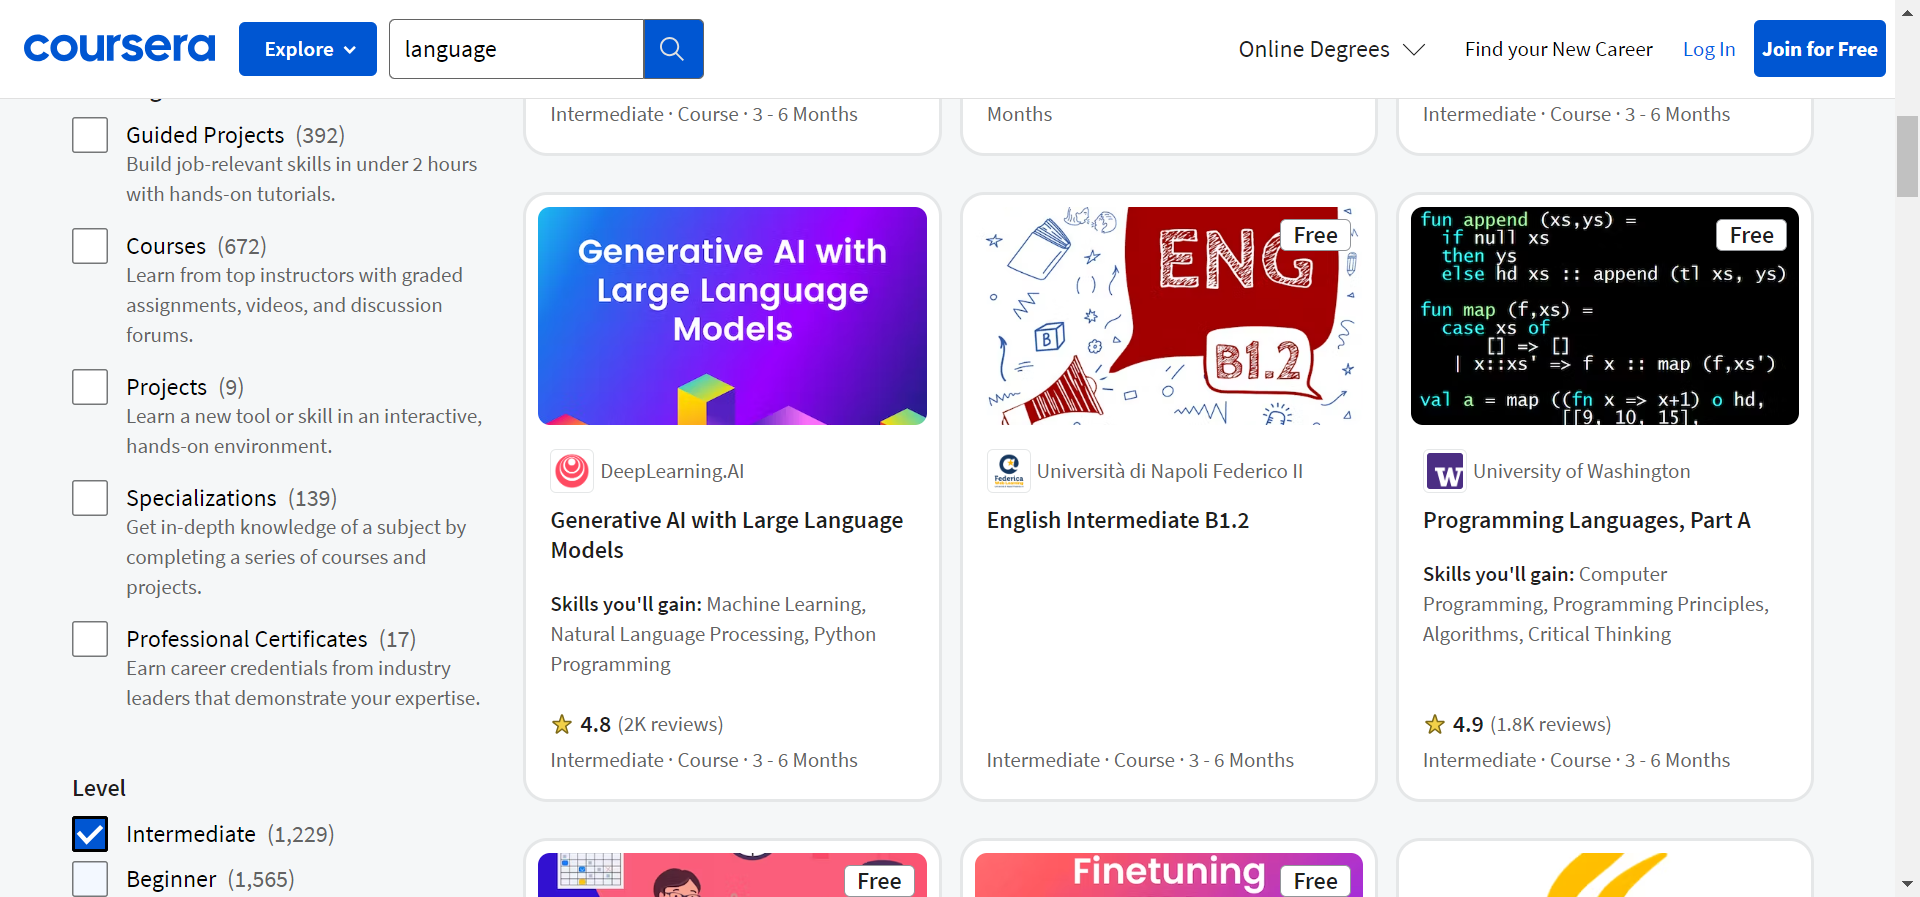 coursera
Explore
language
Online Degrees
Find your New Career
Log In
Join for Free
Guided Projects (392)
Build job-relevant skills in under 2 hours
with hands-on tutorials.
Courses (672)
Learn from top instructors with graded
assignments, videos, and discussion
forums.
Projects (9)
Learn a new tool or skill in an interactive,
hands-on environment.
Specializations (139)
Get in-depth knowledge of a subject by
completing a series of courses and
projects.
Professional Certificates (17)
Earn career credentials from industry
leaders that demonstrate your expertise.
Level
Intermediate (1,229)
Beginner (1,565)
Intermediate · Course · 3 - 6 Months
Months
Intermediate · Course · 3 - 6 Months
Generative AI with
Large Language
Models
DeepLearning.AI
Generative AI with Large Language
Models
Skills you'll gain: Machine Learning,
Natural Language Processing, Python
Programming
4.8 (2K reviews)
Intermediate · Course · 3 - 6 Months
Free
ENG
B
B1.2
Federica
Università di Napoli Federico II
English Intermediate B1.2
Intermediate · Course · 3 - 6 Months
Free
fun append (xs,ys) =
if null xs
then ys
else hd xs :: append (tl xs, ys)
fun map (f,xs) =
case xs of
[] => []
| x::xs' => f x :: map (f,xs')
val a = map ((fn x => x+1) o hd,
[[9, 10, 15],
W
University of Washington
Programming Languages, Part A
Skills you'll gain: Computer
Programming, Programming Principles,
Algorithms, Critical Thinking
4.9 (1.8K reviews)
Intermediate · Course · 3 - 6 Months
Free
Finetuning
Free